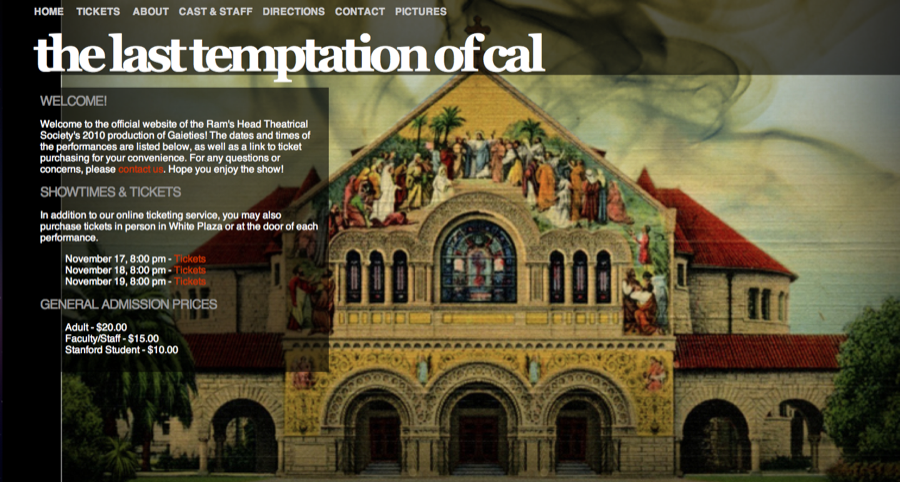 HOME TICKETS ABOUT CAST & STAFF DIRECTIONS CONTACT PICTURES
the last temptation of cal
WELCOME!
Welcome to the official website of the Ram's Head Theatrical
Society's 2010 production of Gaieties! The dates and times of
the performances are listed below, as well as a link to ticket
purchasing for your convenience. For any questions or
concerns, please contact us. Hope you enjoy the show!
SHOWTIMES & TICKETS
In addition to our online ticketing service, you may also
purchase tickets in person in White Plaza or at the door of each
performance.
November 17, 8:00 pm - Tickets
November 18, 8:00 pm - Tickets
November 19, 8:00 pm - Tickets
GENERAL ADMISSION PRICES
Adult - $20.00
Faculty/Staff - $15.00
Stanford Student - $10.00